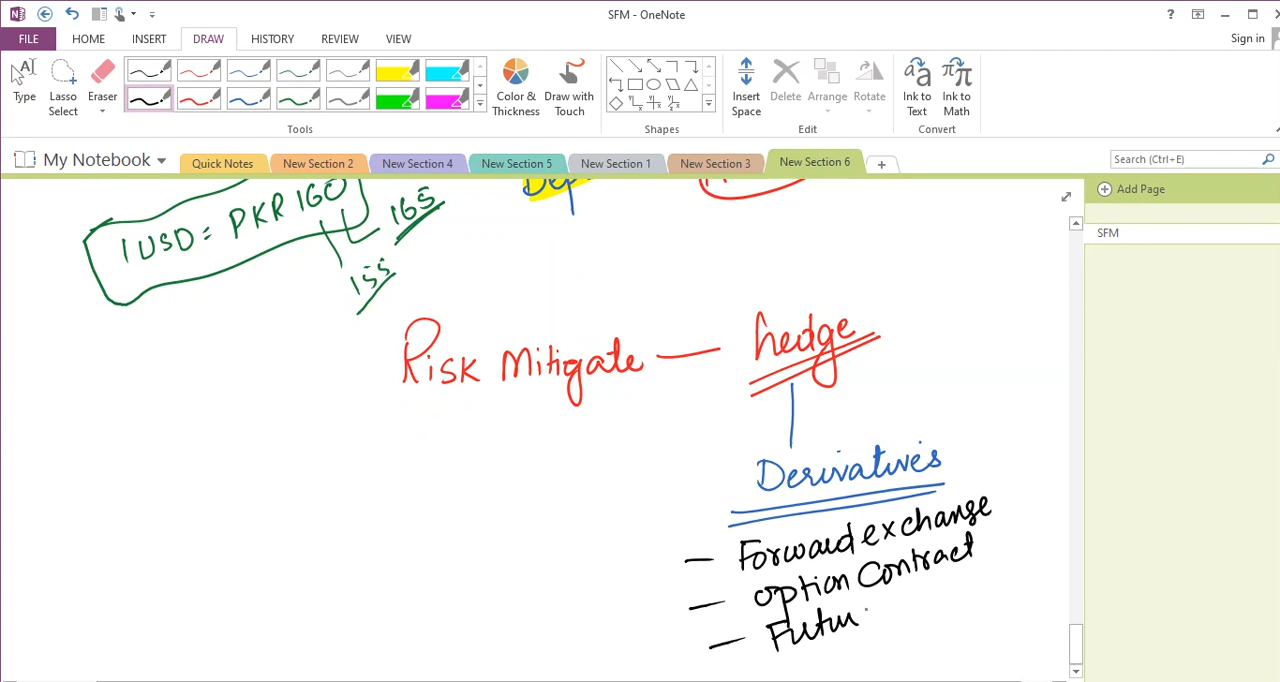 SFM - OneNote
?
Sign in
FILE HOME INSERT DRAW HISTORY REVIEW VIEW
Type
Lasso Select
Eraser
Color & Thickness
Draw with Touch
Insert Space
Delete
Arrange
Rotate
Ink to Text
Ink to Math
Tools
Shapes
Edit
Convert
My Notebook
Quick Notes
New Section 2
New Section 4
New Section 5
New Section 1
New Section 3
New Section 6
Search (Ctrl+E)
Add Page
SFM
1 USD = PKR 160
165
155
Risk Mitigate — hedge
Derivatives
— Forward exchange
— option Contract
— Futur